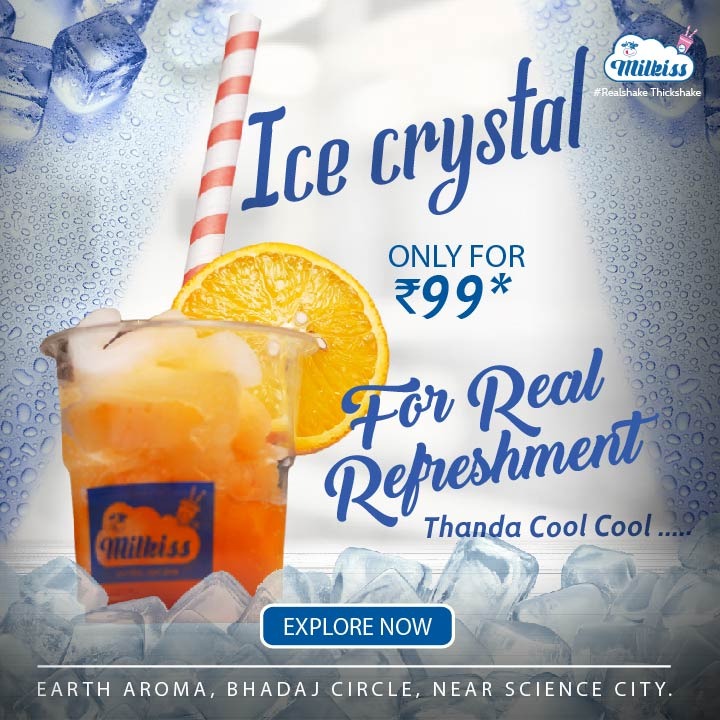 Milkiss
#Realshake Thickshake
Ice crystal
ONLY FOR
₹99*
For Real
Refreshment
Thanda Cool Cool .....
Milkiss
EXPLORE NOW
EARTH AROMA, BHADAJ CIRCLE, NEAR SCIENCE CITY.